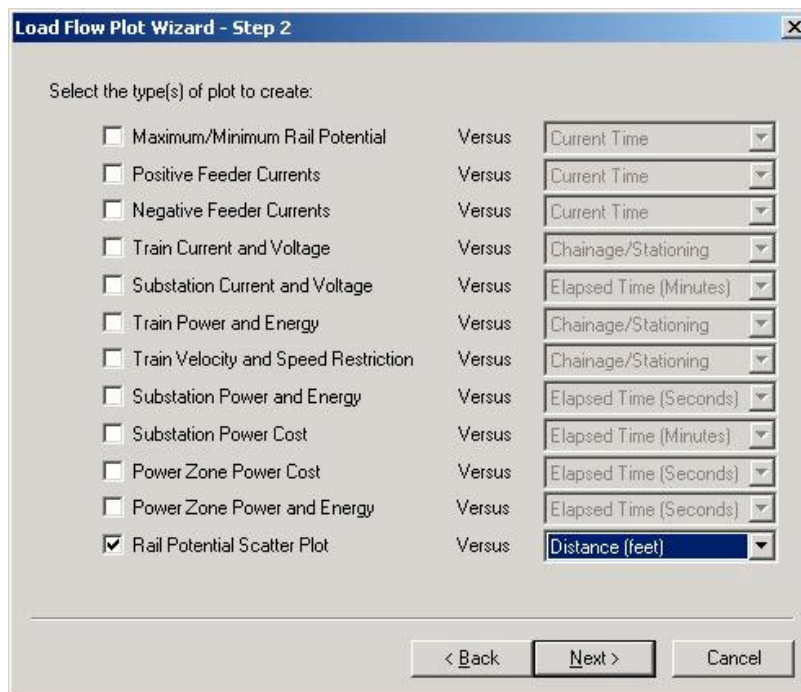 Load Flow Plot Wizard - Step 2
Select the type(s) of plot to create:
Maximum/Minimum Rail Potential Versus Current Time
Positive Feeder Currents Versus Current Time
Negative Feeder Currents Versus Current Time
Train Current and Voltage Versus Chainage/Stationing
Substation Current and Voltage Versus Elapsed Time (Minutes)
Train Power and Energy Versus Chainage/Stationing
Train Velocity and Speed Restriction Versus Chainage/Stationing
Substation Power and Energy Versus Elapsed Time (Seconds)
Substation Power Cost Versus Elapsed Time (Minutes)
Power Zone Power Cost Versus Elapsed Time (Seconds)
Power Zone Power and Energy Versus Elapsed Time (Seconds)
Rail Potential Scatter Plot Versus Distance (feet)
< Back Next > Cancel